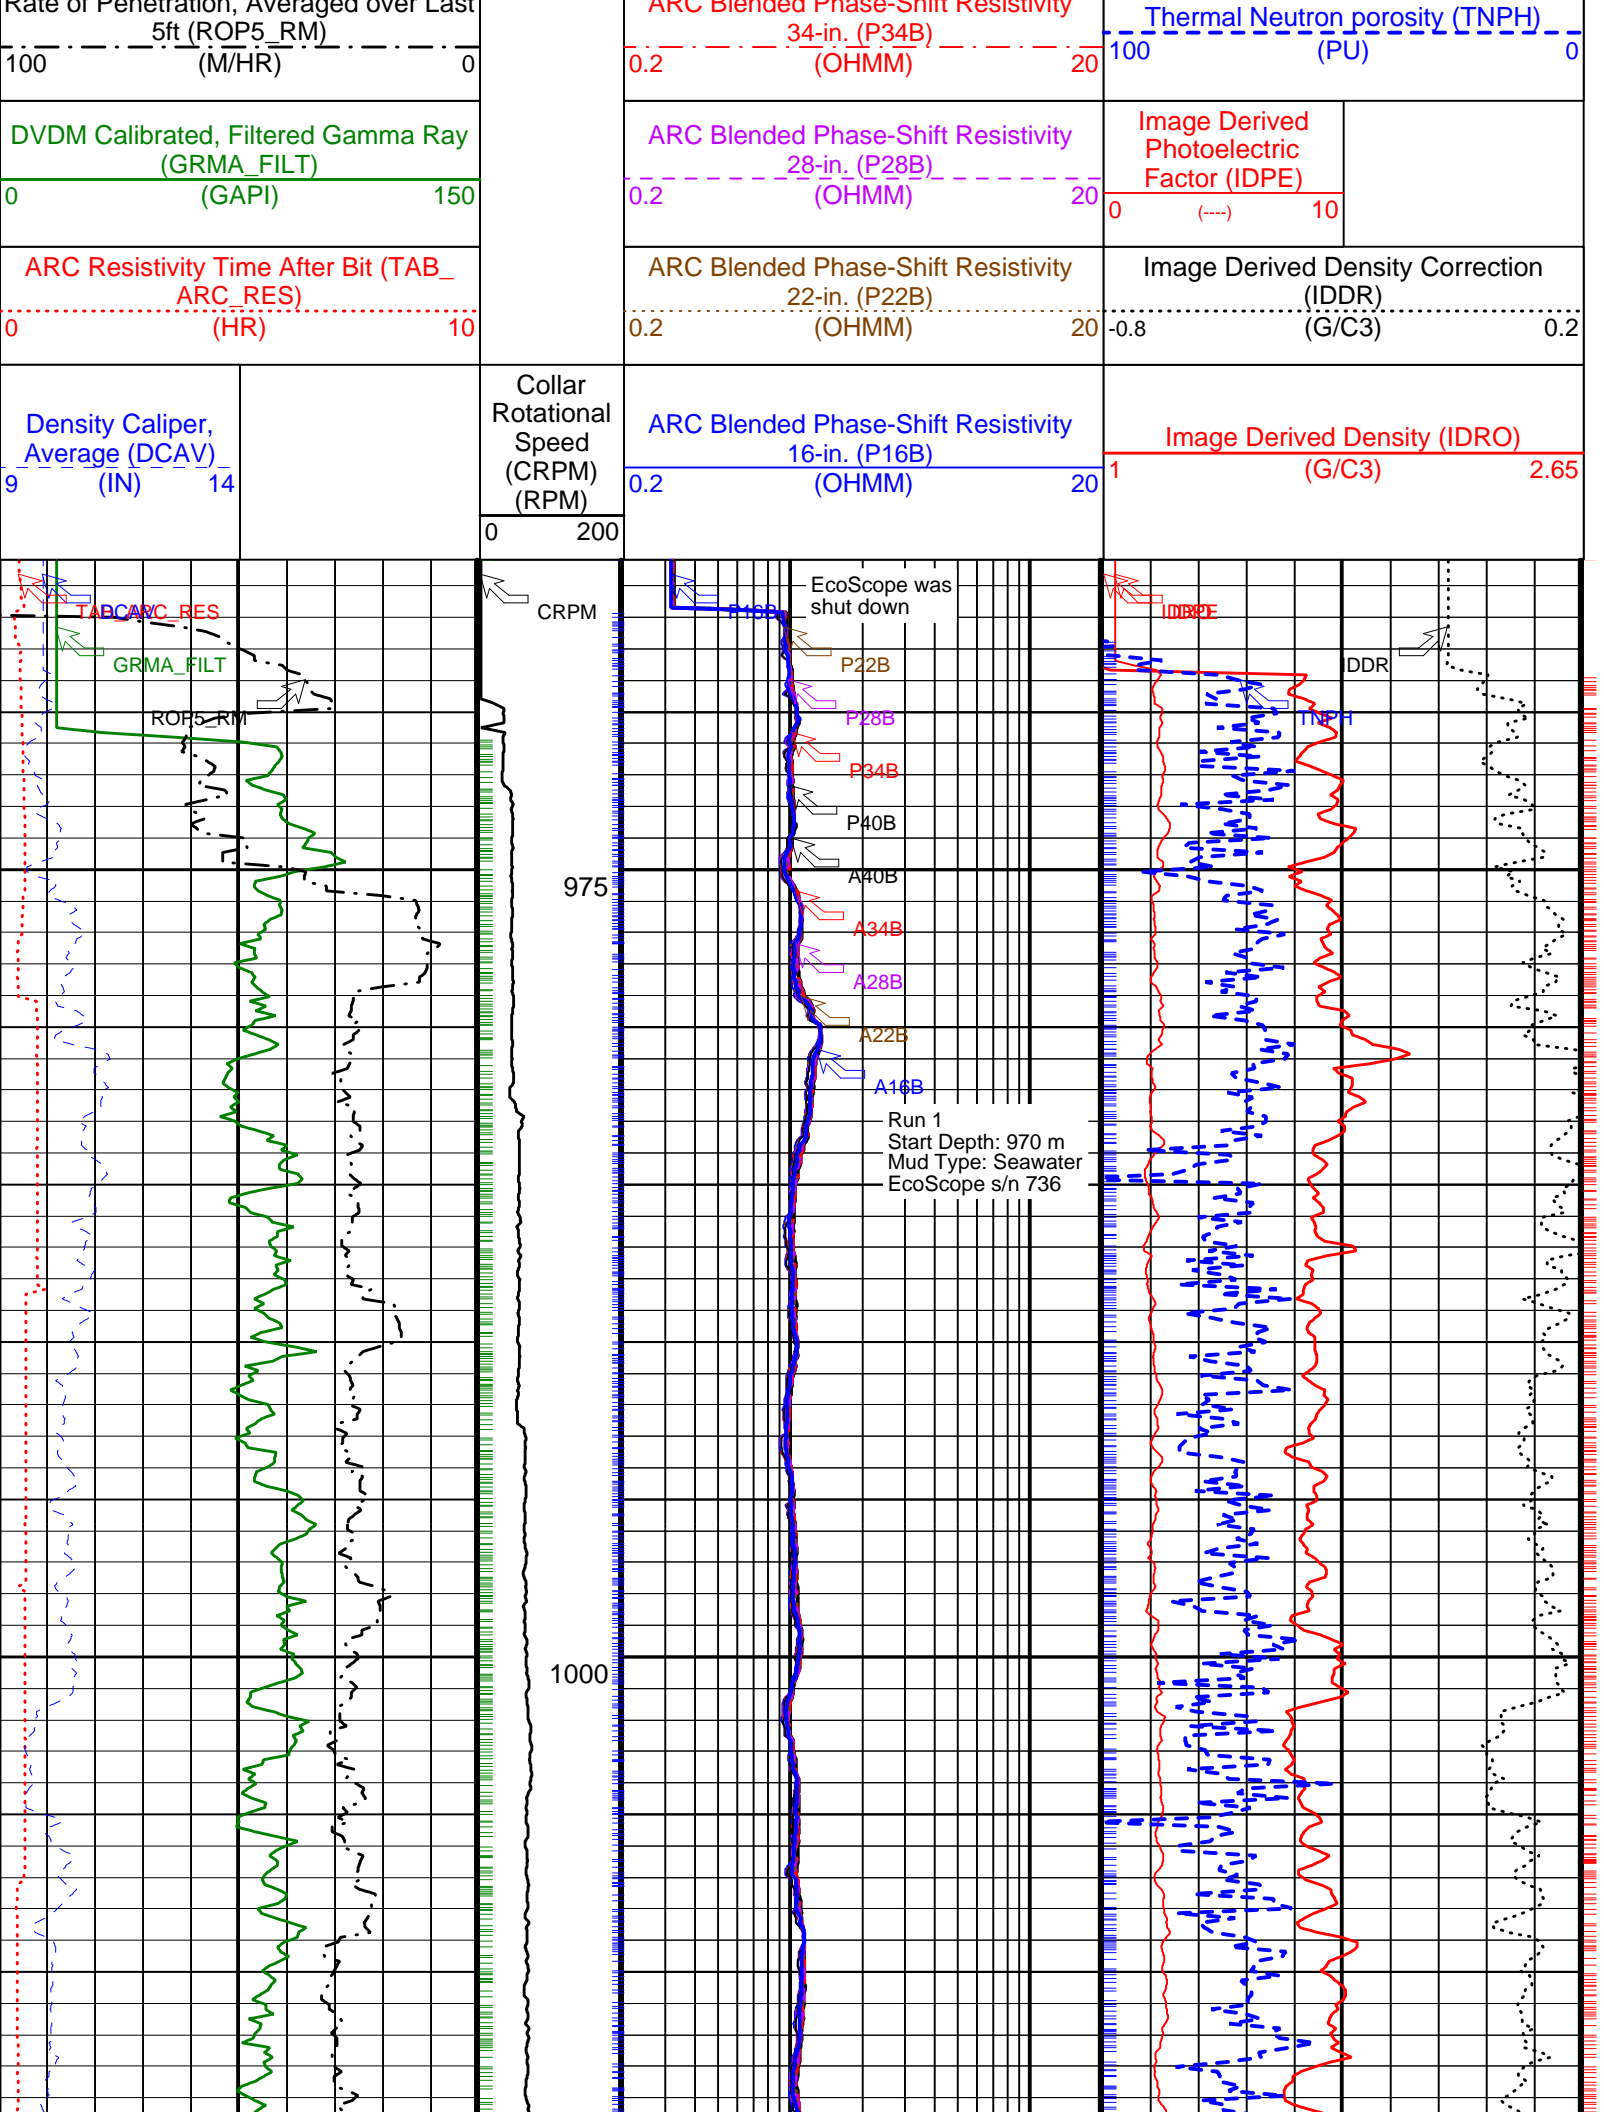 Rate of Penetration, Averaged over Last
5ft (ROP5_RM)
100 (M/HR) 0
DVDM Calibrated, Filtered Gamma Ray
(GRMA_FILT)
0 (GAPI) 150
ARC Resistivity Time After Bit (TAB_
ARC_RES)
0 (HR) 10
Density Caliper,
Average (DCAV)
9 (IN) 14
Collar
Rotational
Speed
(CRPM)
(RPM)
0 200
ARC Blended Phase-Shift Resistivity
34-in. (P34B)
0.2 (OHMM) 20
ARC Blended Phase-Shift Resistivity
28-in. (P28B)
0.2 (OHMM) 20
ARC Blended Phase-Shift Resistivity
22-in. (P22B)
0.2 (OHMM) 20
ARC Blended Phase-Shift Resistivity
16-in. (P16B)
0.2 (OHMM) 20
Thermal Neutron porosity (TNPH)
100 (PU) 0
Image Derived
Photoelectric
Factor (IDPE)
0 (----) 10
Image Derived Density Correction
(IDDR)
-0.8 (G/C3) 0.2
Image Derived Density (IDRO)
1 (G/C3) 2.65
TAB_ARC_RES
DCAV
GRMA_FILT
ROP5_RM
CRPM
975
1000
EcoScope was
shut down
P16B
P22B
P28B
P34B
P40B
A40B
A34B
A28B
A22B
A16B
Run 1
Start Depth: 970 m
Mud Type: Seawater
EcoScope s/n 736
IDDR
TNPH